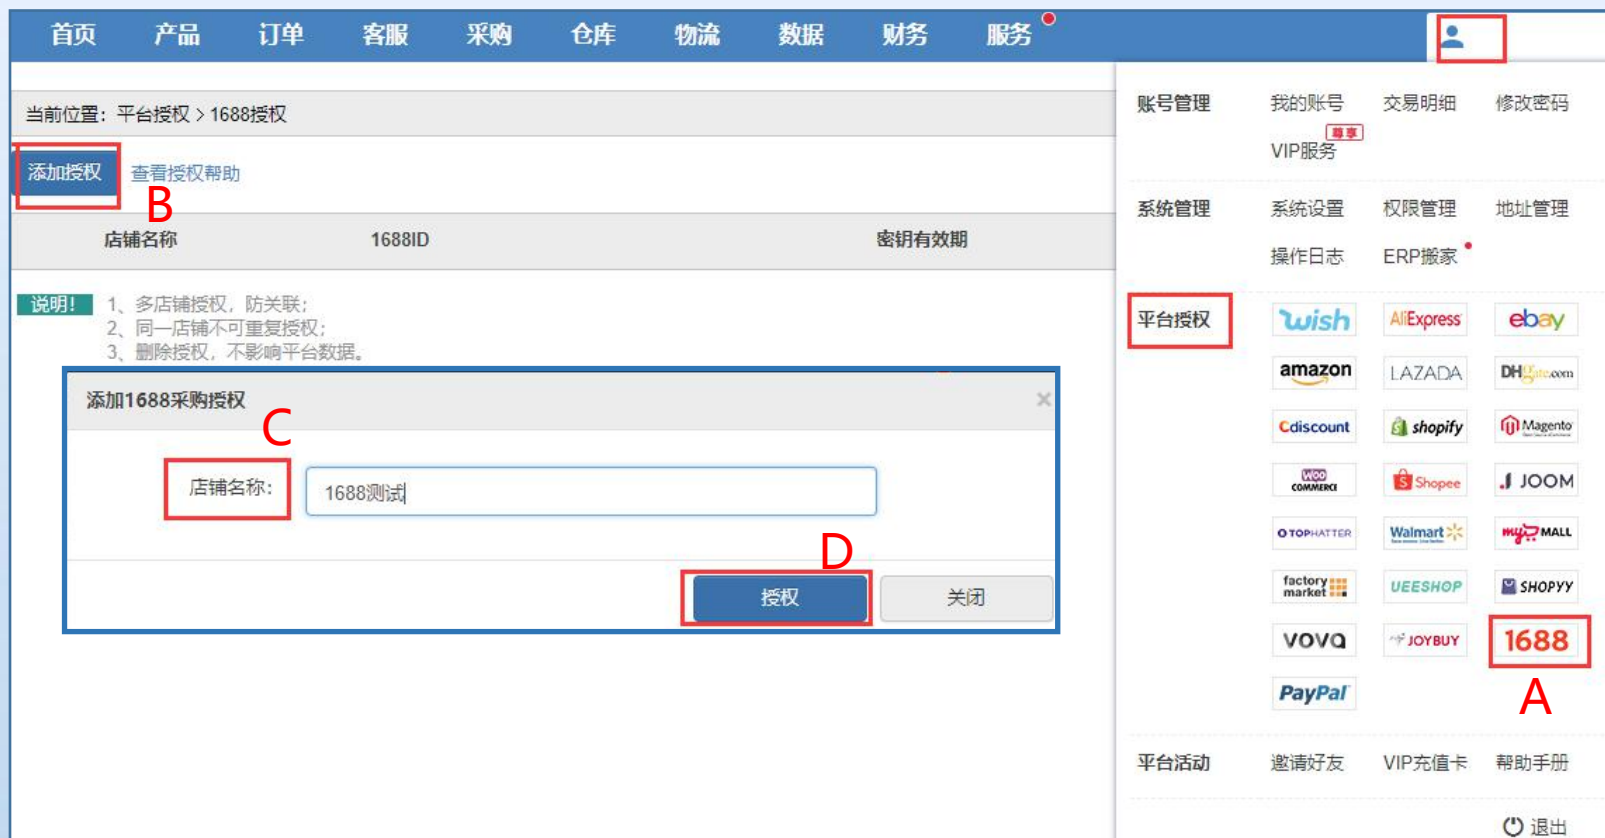 首页 产品 订单 客服 采购 仓库 物流 数据 财务 服务
当前位置：平台授权 > 1688授权
添加授权 查看授权帮助
B
店铺名称 1688ID 密钥有效期
说明！ 1、多店铺授权，防关联；
2、同一店铺不可重复授权；
3、删除授权，不影响平台数据。
添加1688采购授权 ×
C
店铺名称： 1688测试
D
授权 关闭
账号管理 我的账号 交易明细 修改密码
尊享
VIP服务
系统管理 系统设置 权限管理 地址管理
操作日志 ERP搬家
平台授权 wish AliExpress ebay
amazon LAZADA DHgate.com
Cdiscount shopify Magento
WOO COMMERCE Shopee JOOM
TOPHATTER Walmart myMALL
factory market UEESHOP SHOPYY
VOVA JOYBUY 1688
PayPal
A
平台活动 邀请好友 VIP充值卡 帮助手册
退出